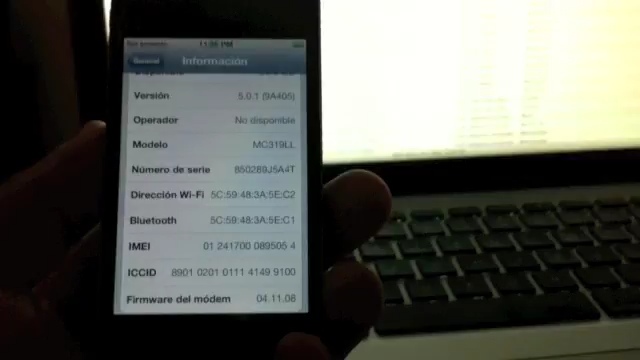 11:35 PM
General
Información
Versión 5.0.1 (9A405)
Operador No disponible
Modelo MC319LL
Número de serie 850289J5A4T
Dirección Wi-Fi 5C:59:48:3A:5E:C2
Bluetooth 5C:59:48:3A:5E:C1
IMEI 01 241700 089505 4
ICCID 8901 0201 0111 4149 9100
Firmware del módem 04.11.08